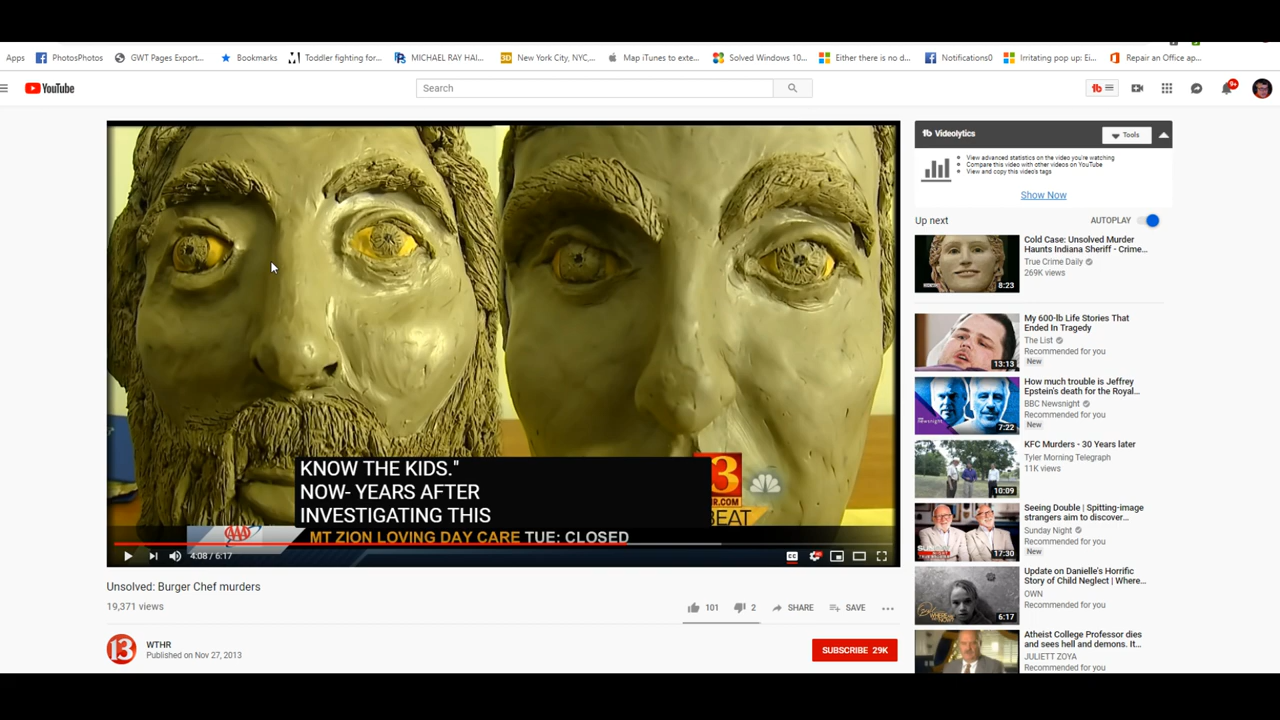 Apps PhotosPhotos GWT Pages Export... Bookmarks Toddler fighting for... MICHAEL RAY HAI... New York City, NYC,... Map iTunes to exte... Solved Windows 10... Either there is no d... Notifications0 Irritating pop up: Ei... Repair an Office ap...
YouTube Search tb 9+
KNOW THE KIDS."
NOW- YEARS AFTER
INVESTIGATING THIS
13
BEAT
AAA MT ZION LOVING DAY CARE TUE: CLOSED
4:08 / 6:17 CC
Unsolved: Burger Chef murders
19,371 views 101 2 SHARE SAVE
13 WTHR
Published on Nov 27, 2013
SUBSCRIBE 29K
tb Videolytics Tools
View advanced statistics on the video you're watching
Compare this video with other videos on YouTube
View and copy this video's tags
Show Now
Up next AUTOPLAY
Cold Case: Unsolved Murder
Haunts Indiana Sheriff - Crime...
True Crime Daily
269K views
8:23
My 600-lb Life Stories That
Ended In Tragedy
The List
Recommended for you
New
13:13
How much trouble is Jeffrey
Epstein's death for the Royal...
BBC Newsnight
Recommended for you
New
7:22
KFC Murders - 30 Years later
Tyler Morning Telegraph
11K views
10:09
Seeing Double | Spitting-image
strangers aim to discover...
Sunday Night
Recommended for you
New
17:30
Update on Danielle's Horrific
Story of Child Neglect | Where...
OWN
Recommended for you
6:17
Atheist College Professor dies
and sees hell and demons. It...
JULIETT ZOYA
Recommended for you